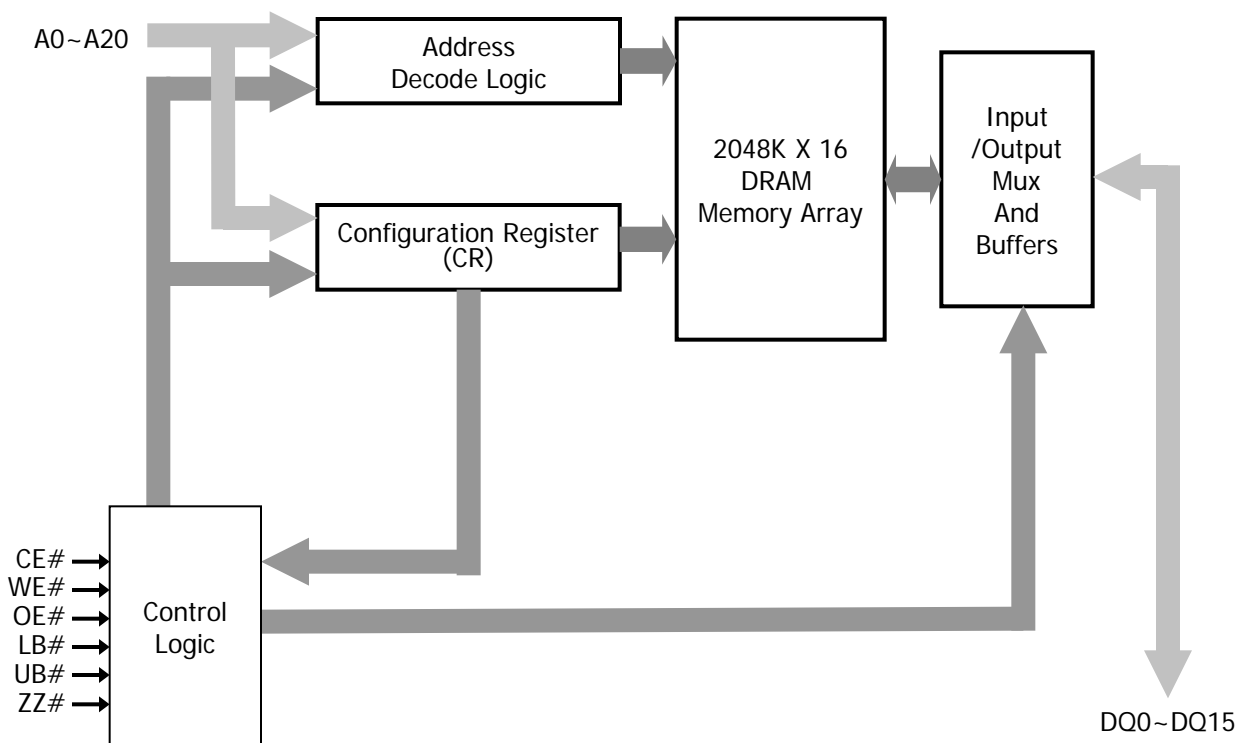 A0~A20
Address
Decode Logic
Configuration Register
(CR)
2048K X 16
DRAM
Memory Array
Input
/Output
Mux
And
Buffers
CE#
WE#
OE#
LB#
UB#
ZZ#
Control
Logic
DQ0~DQ15